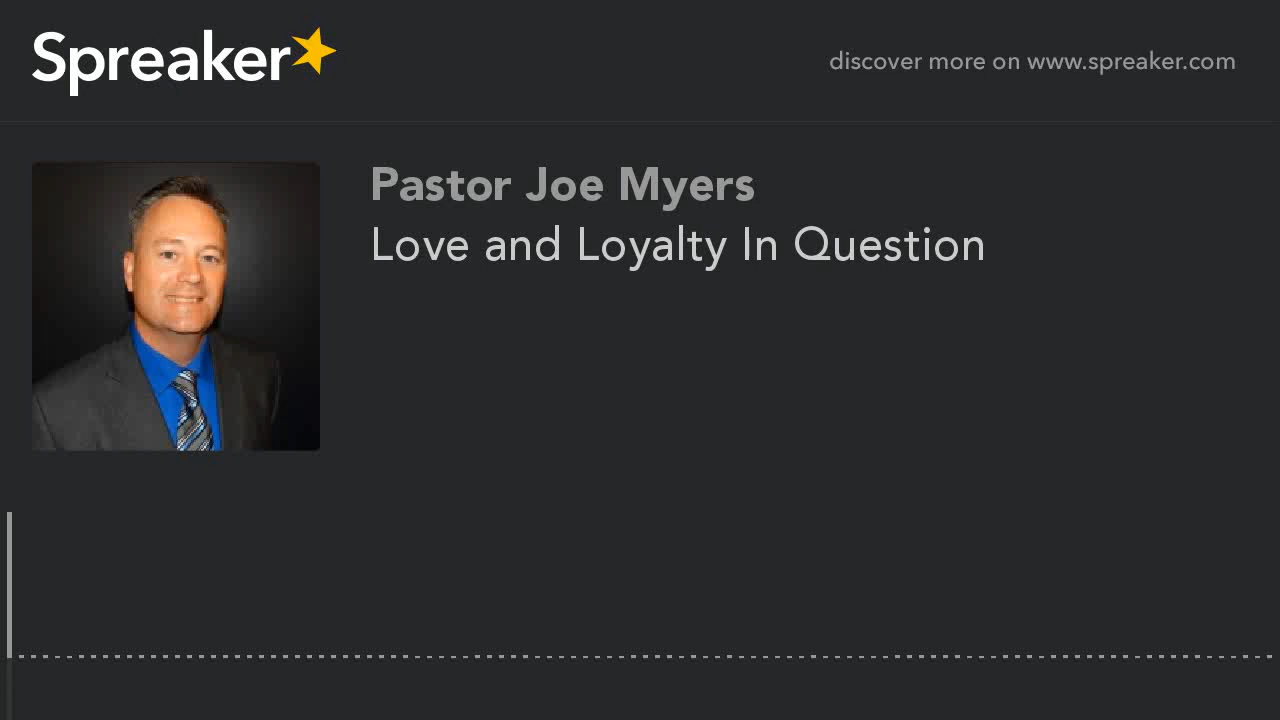 Spreaker
discover more on www.spreaker.com
Pastor Joe Myers
Love and Loyalty In Question